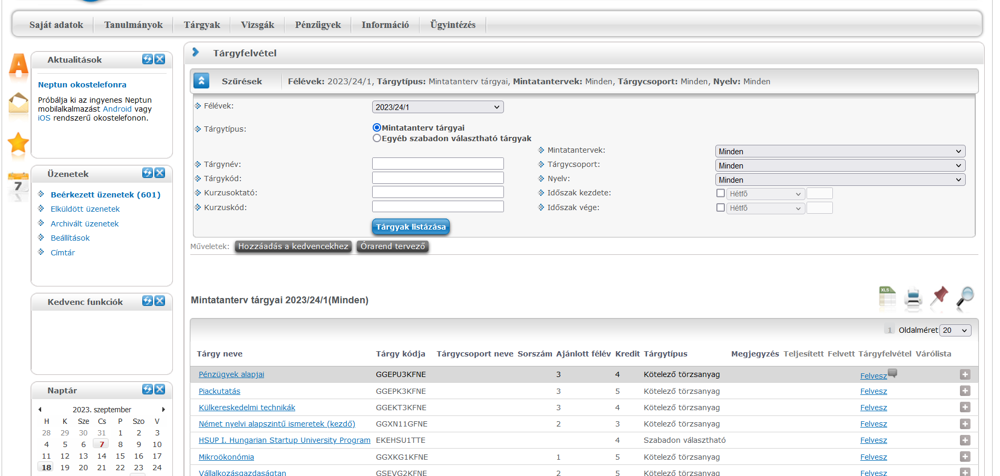 Saját adatok Tanulmányok Tárgyak Vizsgák Pénzügyek Információ Ügyintézés
Aktualitások
Neptun okostelefonra
Próbálja ki az ingyenes Neptun
mobilalkalmazást Android vagy
iOS rendszerű okostelefonon.
Üzenetek
7
Beérkezett üzenetek (601)
Elküldött üzenetek
Archivált üzenetek
Beállítások
Címtár
Kedvenc funkciók
Naptár
2023. szeptember
H K Sze Cs P Szo V
28 29 30 31 1 2 3
4 5 6 7 8 9 10
11 12 13 14 15 16 17
18 19 20 21 22 23 24
Tárgyfelvétel
Szűrések Félévek: 2023/24/1, Tárgytípus: Mintatanterv tárgyai, Mintatantervek: Minden, Tárgycsoport: Minden, Nyelv: Minden
Félévek: 2023/24/1
Tárgytípus: Mintatanterv tárgyai
Egyéb szabadon választható tárgyak
Mintatantervek: Minden
Tárgynév: Tárgycsoport: Minden
Tárgykód: Nyelv: Minden
Kurzusoktató: Időszak kezdete: Hétfő
Kurzuskód: Időszak vége: Hétfő
Tárgyak listázása
Műveletek: Hozzáadás a kedvencekhez Órarend tervező
XLS
Mintatanterv tárgyai 2023/24/1(Minden)
1 Oldalméret 20
Tárgy neve Tárgy kódja Tárgycsoport neve Sorszám Ajánlott félév Kredit Tárgytípus Megjegyzés Teljesített Felvett Tárgyfelvétel Várólista
Pénzügyek alapjai GGEPU3KFNE 3 4 Kötelező törzsanyag Felvesz
Piackutatás GGEPK3KFNE 3 5 Kötelező törzsanyag Felvesz
Külkereskedelmi technikák GGEKT3KFNE 3 4 Kötelező törzsanyag Felvesz
Német nyelvi alapszintű ismeretek (kezdő) GGXN11GFNE 2 3 Kötelező törzsanyag Felvesz
HSUP I. Hungarian Startup University Program EKEHSU1TTE 4 Szabadon választható Felvesz
Mikroökonómia GGXKG1KFNE 1 5 Kötelező törzsanyag Felvesz
Vállalkozásgazdaságtan GSEVG2KFNE 2 5 Kötelező törzsanyag Felvesz